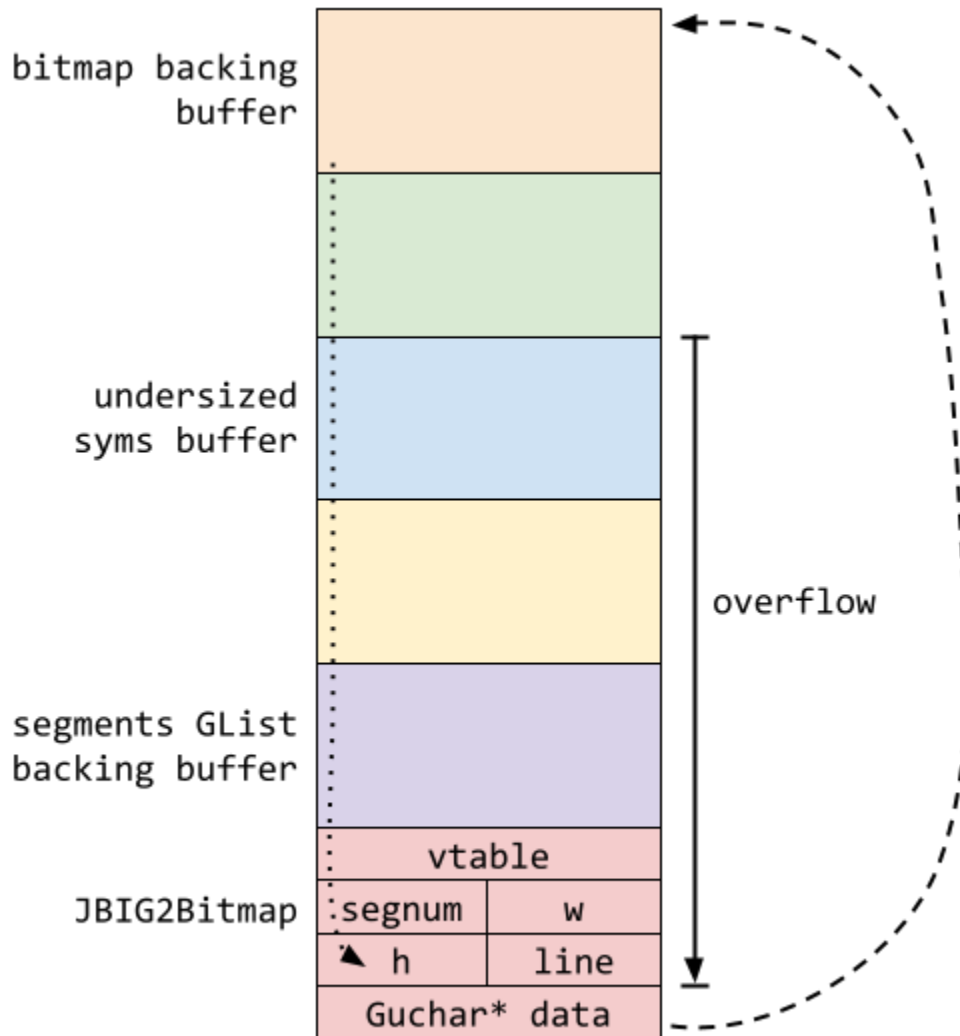 bitmap backing
buffer
undersized
syms buffer
overflow
segments GList
backing buffer
vtable
JBIG2Bitmap
segnum
w
h
line
Guchar* data